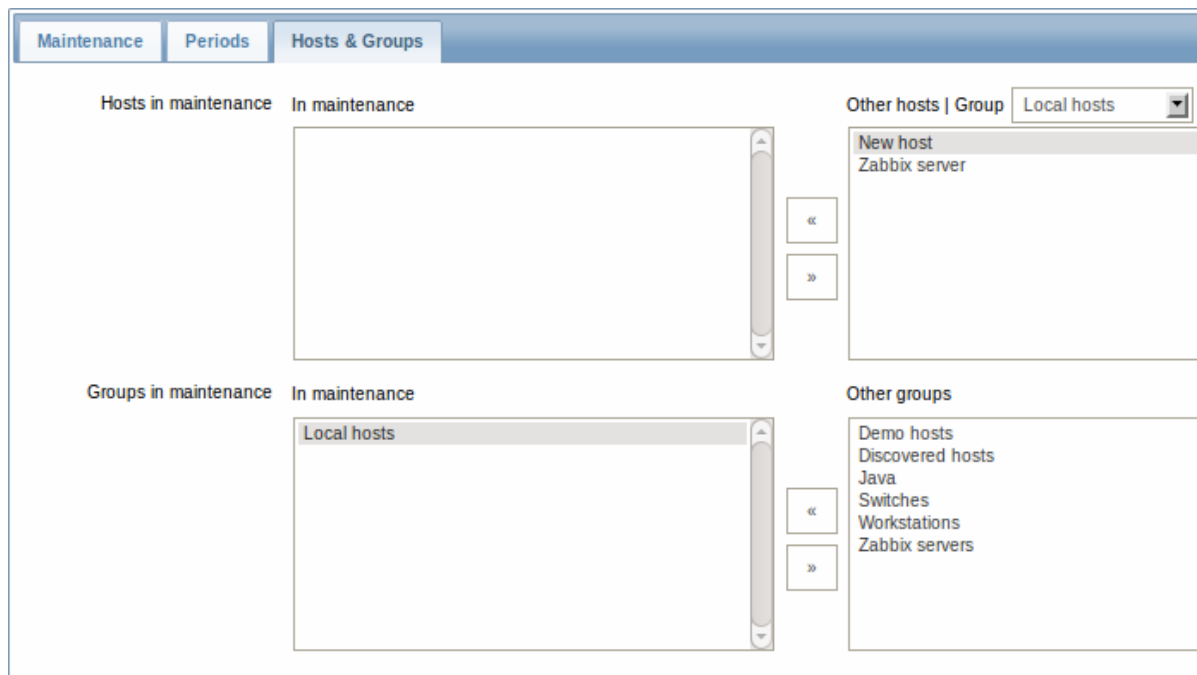 Maintenance Periods Hosts & Groups
Hosts in maintenance In maintenance Other hosts | Group Local hosts
New host
Zabbix server
«
»
Groups in maintenance In maintenance Other groups
Local hosts Demo hosts
Discovered hosts
Java
Switches
« Workstations
Zabbix servers
»